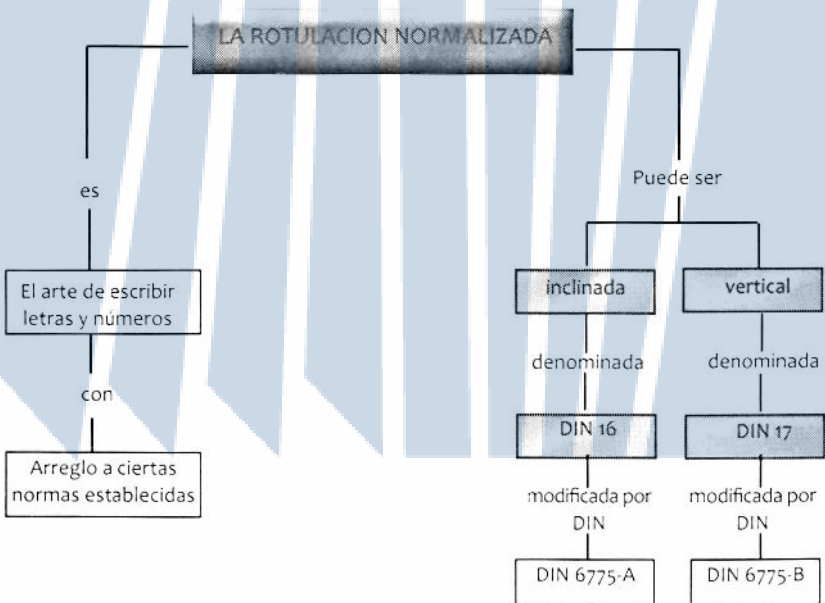 LA ROTULACION NORMALIZADA
es
El arte de escribir
letras y números
con
Arreglo a ciertas
normas establecidas
Puede ser
inclinada
denominada
DIN 16
modificada por
DIN
DIN 6775-A
vertical
denominada
DIN 17
modificada por
DIN
DIN 6775-B